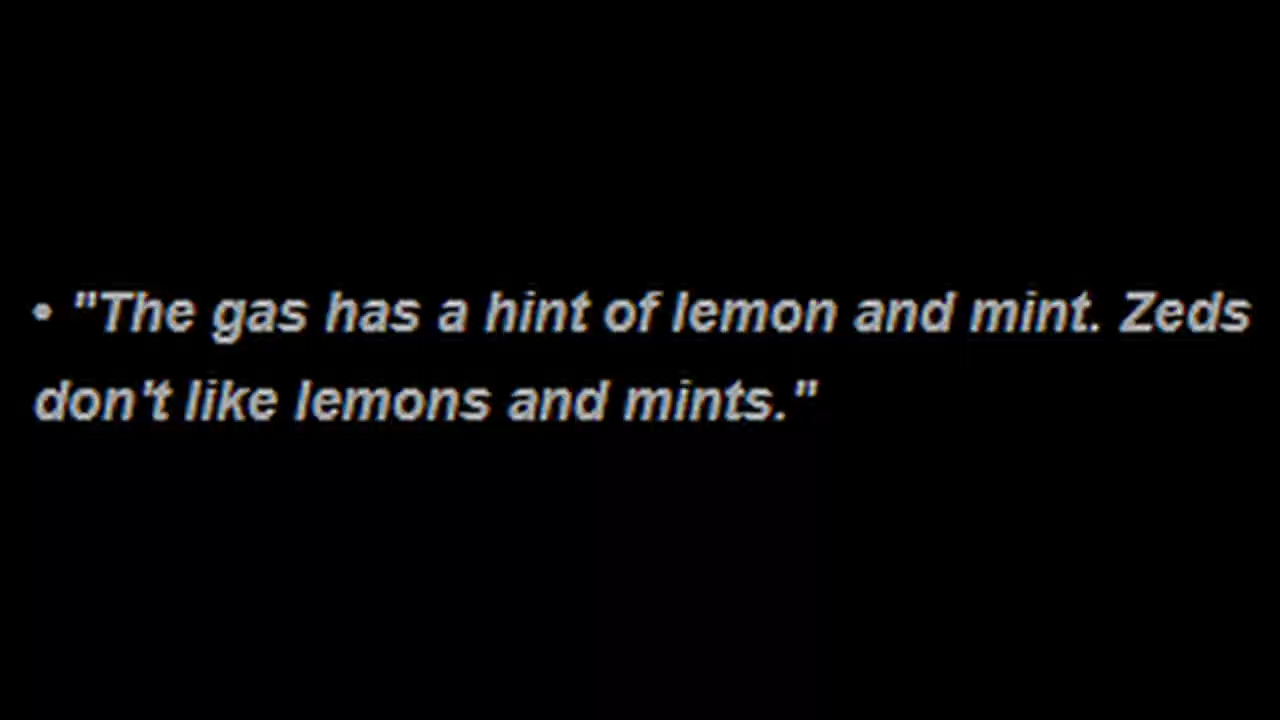 • "The gas has a hint of lemon and mint. Zeds
don't like lemons and mints."